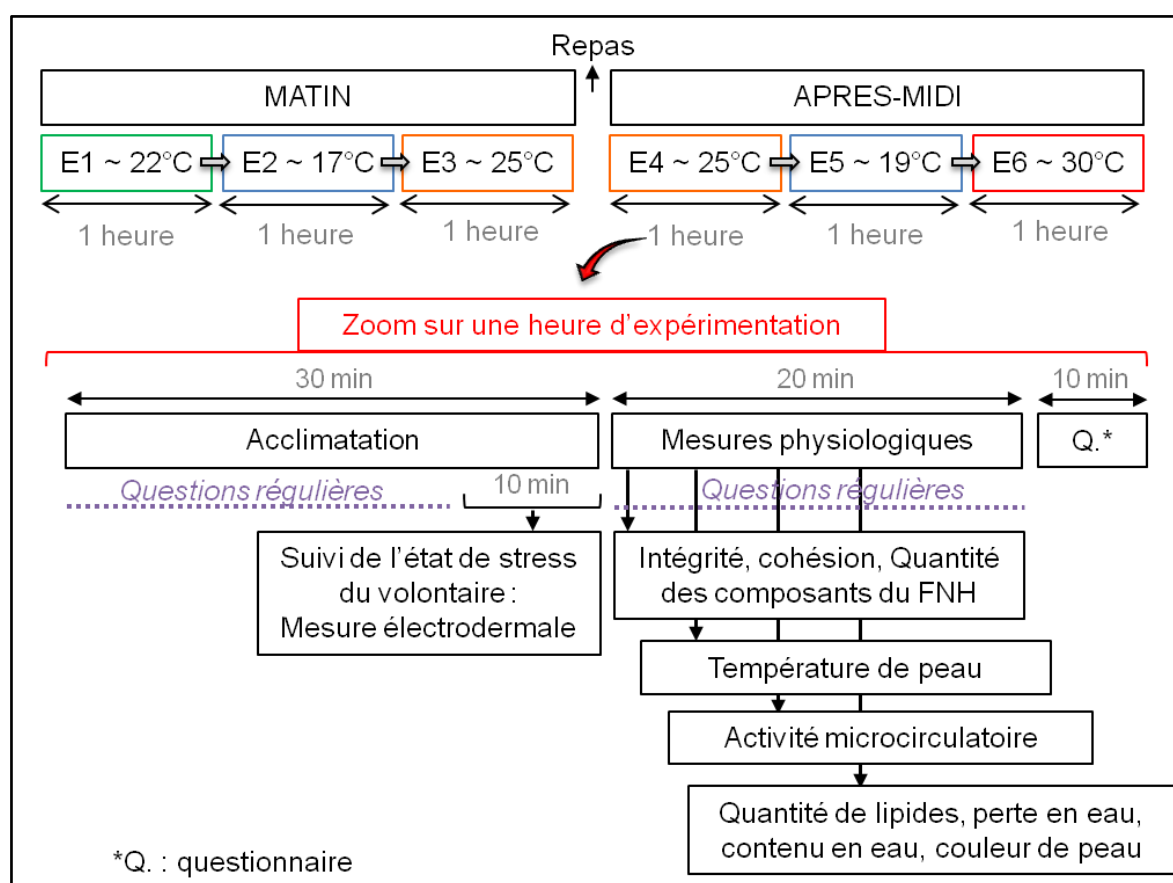 Repas
MATIN
APRES-MIDI
E1 ~ 22°C
E2 ~ 17°C
E3 ~ 25°C
E4 ~ 25°C
E5 ~ 19°C
E6 ~ 30°C
1 heure
1 heure
1 heure
1 heure
1 heure
1 heure
Zoom sur une heure d'expérimentation
30 min
20 min
10 min
Acclimatation
Mesures physiologiques
Q.*
Questions régulières
10 min
Questions régulières
Suivi de l'état de stress
du volontaire :
Mesure électrodermale
Intégrité, cohésion, Quantité
des composants du FNH
Température de peau
Activité microcirculatoire
Quantité de lipides, perte en eau,
contenu en eau, couleur de peau
*Q. : questionnaire